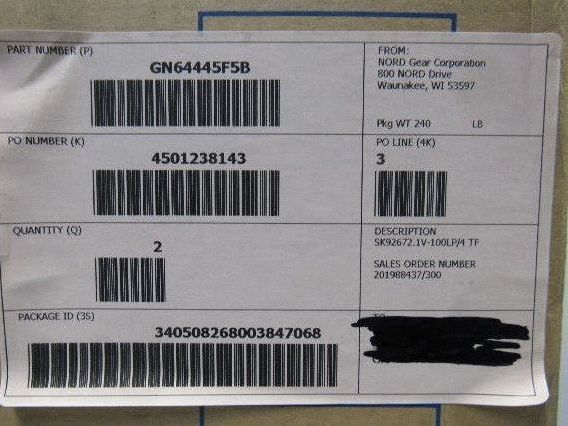 PART NUMBER (P)
GN64445F5B
FROM:
NORD Gear Corporation
800 NORD Drive
Waunakee, WI 53597
Pkg WT 240 LB
PO NUMBER (K)
4501238143
PO LINE (4K)
3
QUANTITY (Q)
2
DESCRIPTION
SK92672.1V-100LP/4 TF
SALES ORDER NUMBER
201988437/300
PACKAGE ID (3S)
340508268003847068